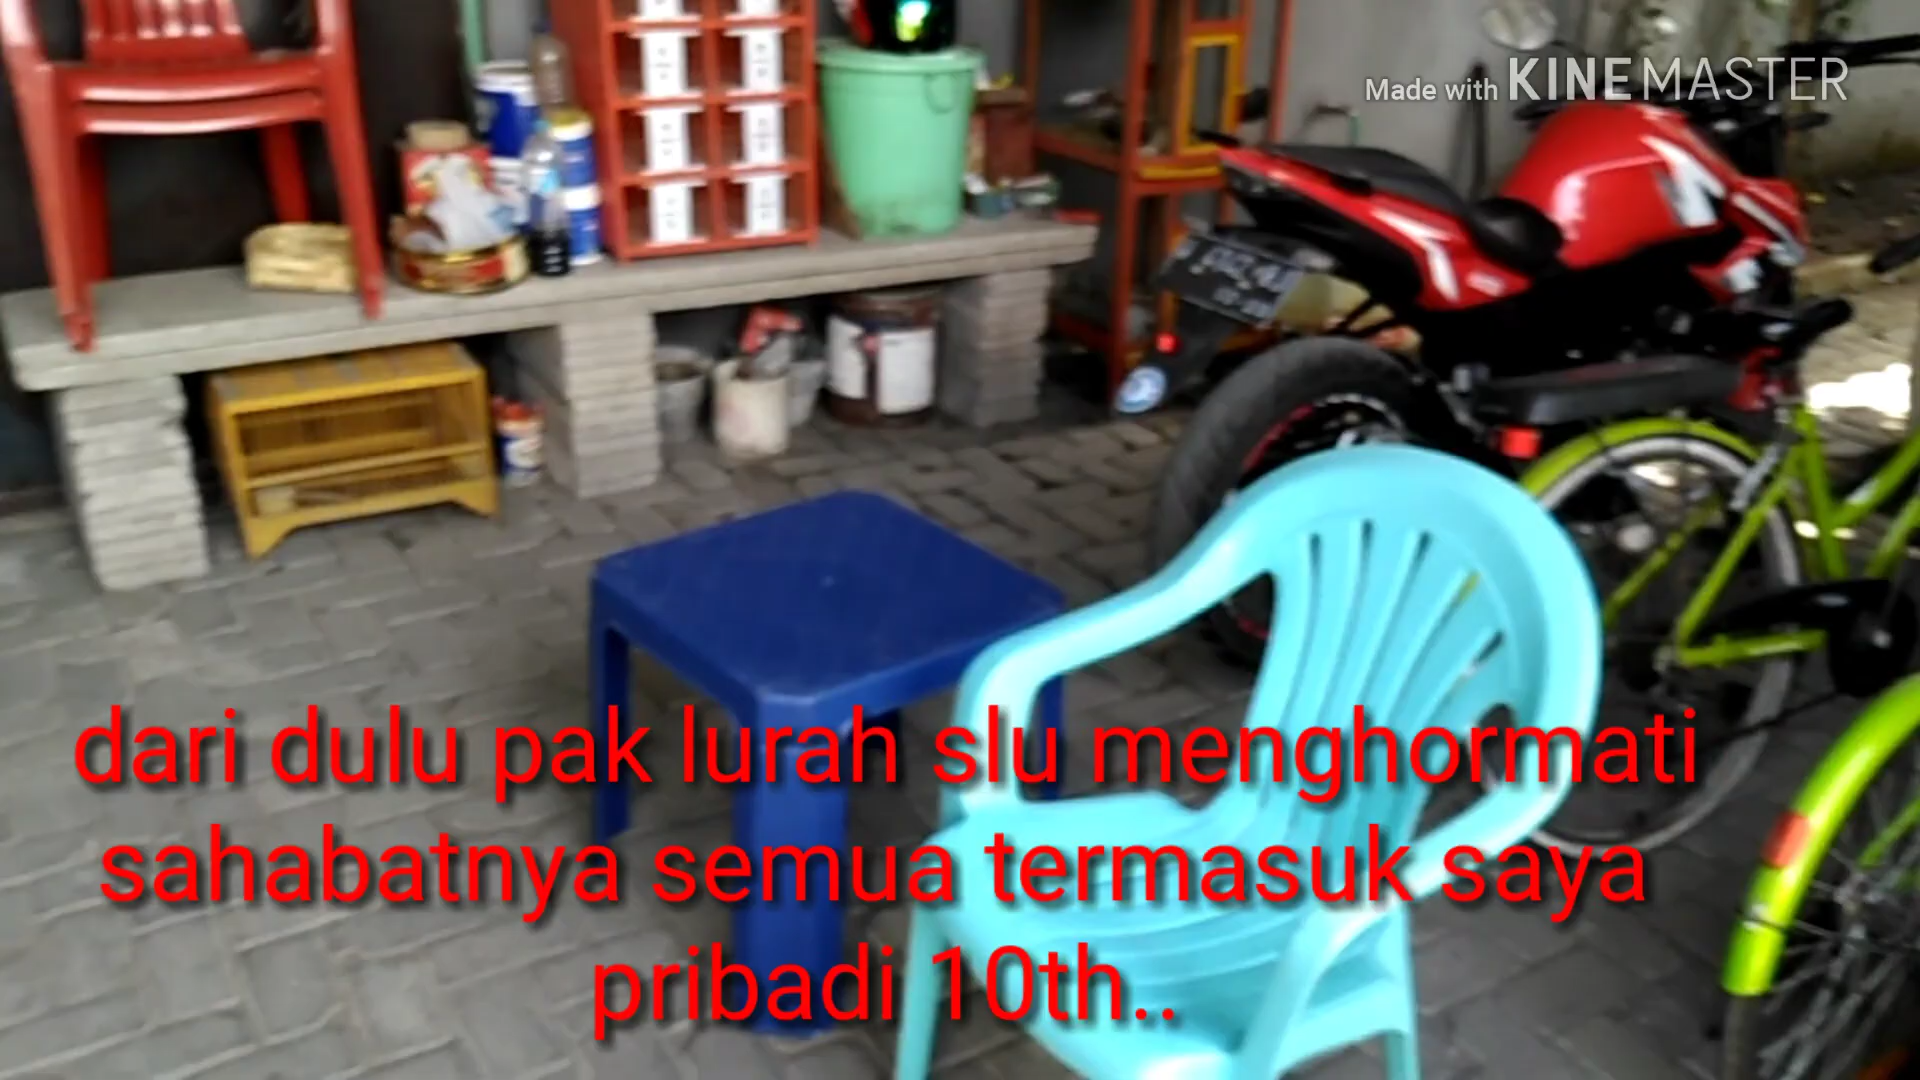 Made with KINEMASTER
dari dulu pak lurah slu menghormati
sahabatnya semua termasuk saya
pribadi 10th..